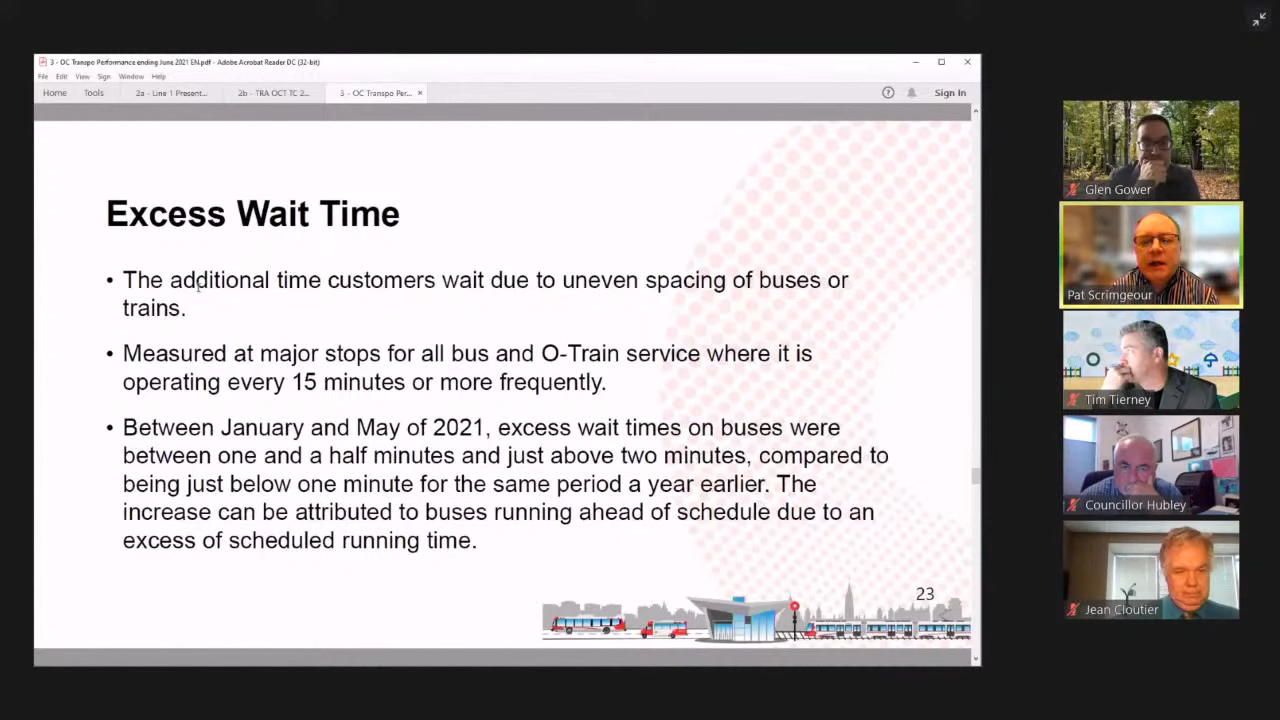 3 - OC Transpo Performance ending June 2021 EN.pdf - Adobe Acrobat Reader DC (32-bit)
File Edit View Sign Window Help
Home Tools 2a - Line 1 Present... 2b - TRA OCT TC 2... 3 - OC Transpo Per... × Sign In
Excess Wait Time
• The additional time customers wait due to uneven spacing of buses or
trains.
• Measured at major stops for all bus and O-Train service where it is
operating every 15 minutes or more frequently.
• Between January and May of 2021, excess wait times on buses were
between one and a half minutes and just above two minutes, compared to
being just below one minute for the same period a year earlier. The
increase can be attributed to buses running ahead of schedule due to an
excess of scheduled running time.
23
Glen Gower
Pat Scrimgeour
Tim Tierney
Councillor Hubley
Jean Cloutier